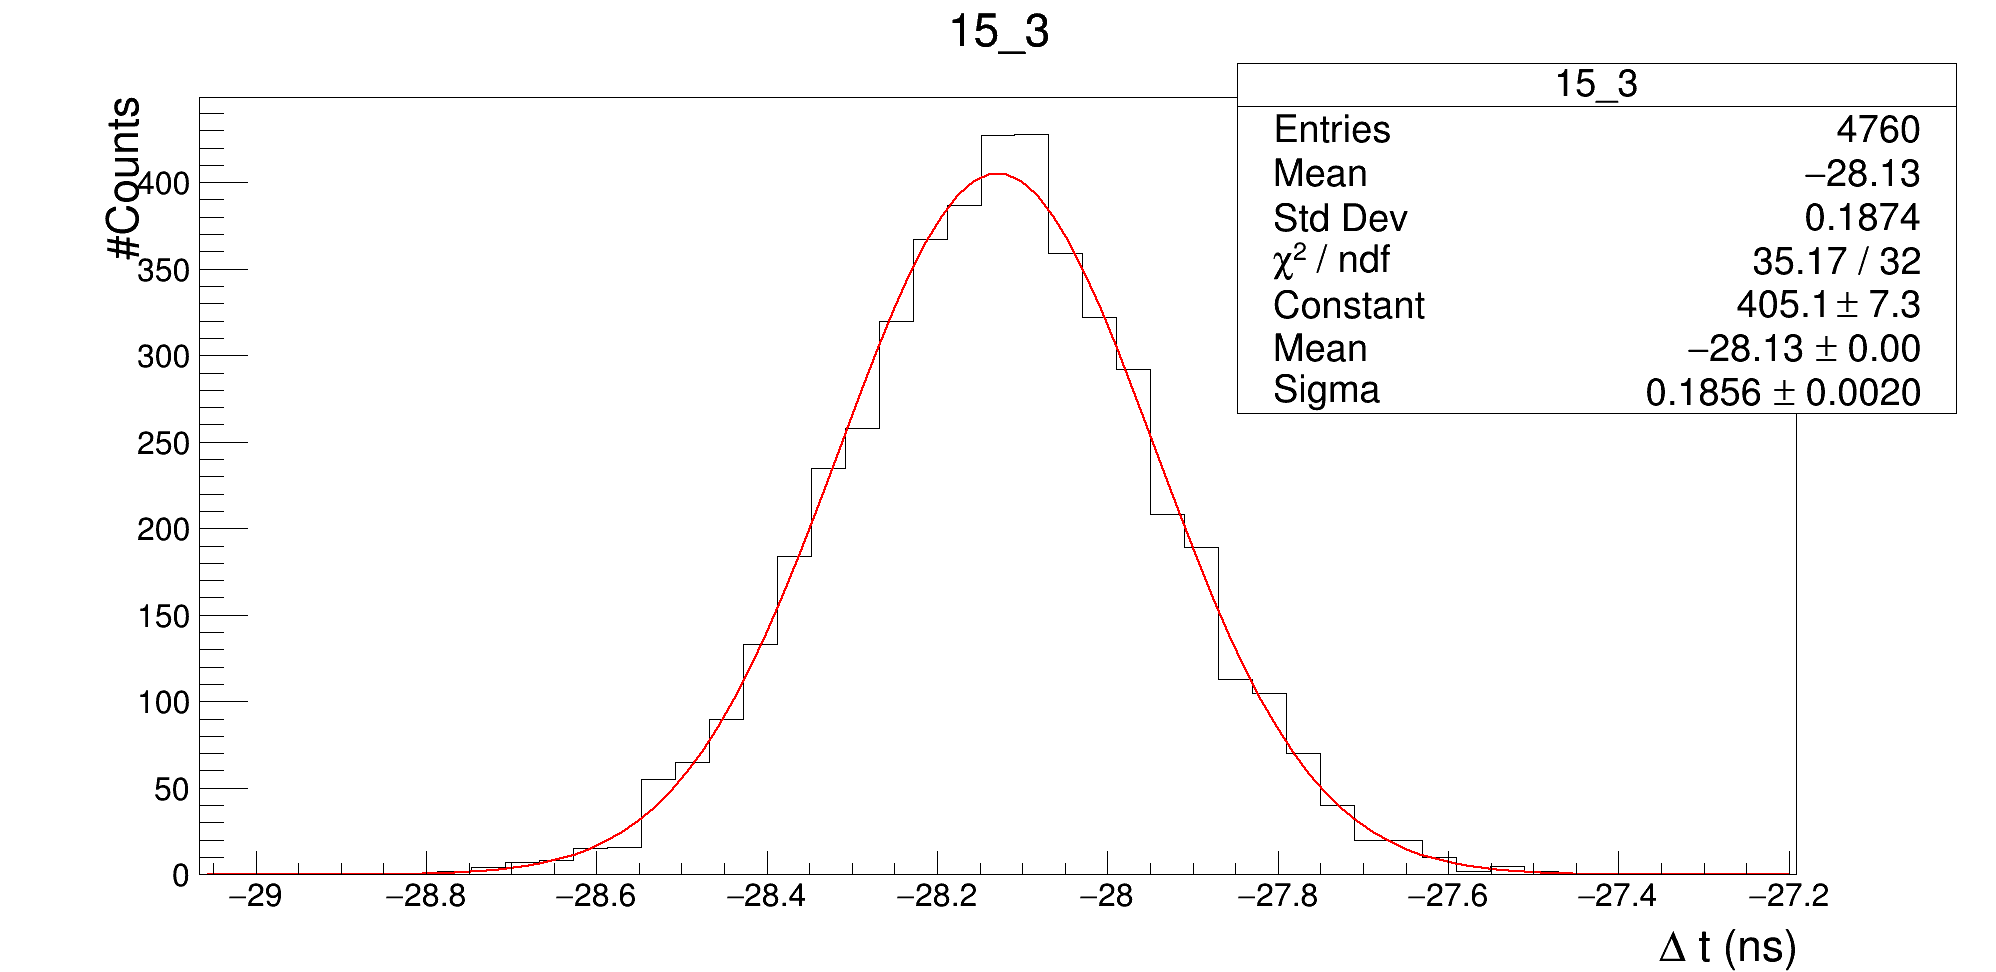 15_3
15_3
Entries 4760
Mean −28.13
Std Dev 0.1874
χ² / ndf 35.17 / 32
Constant 405.1 ± 7.3
Mean −28.13 ± 0.00
Sigma 0.1856 ± 0.0020
#Counts
400
350
300
250
200
150
100
50
0
−29 −28.8 −28.6 −28.4 −28.2 −28 −27.8 −27.6 −27.4 −27.2
Δ t (ns)